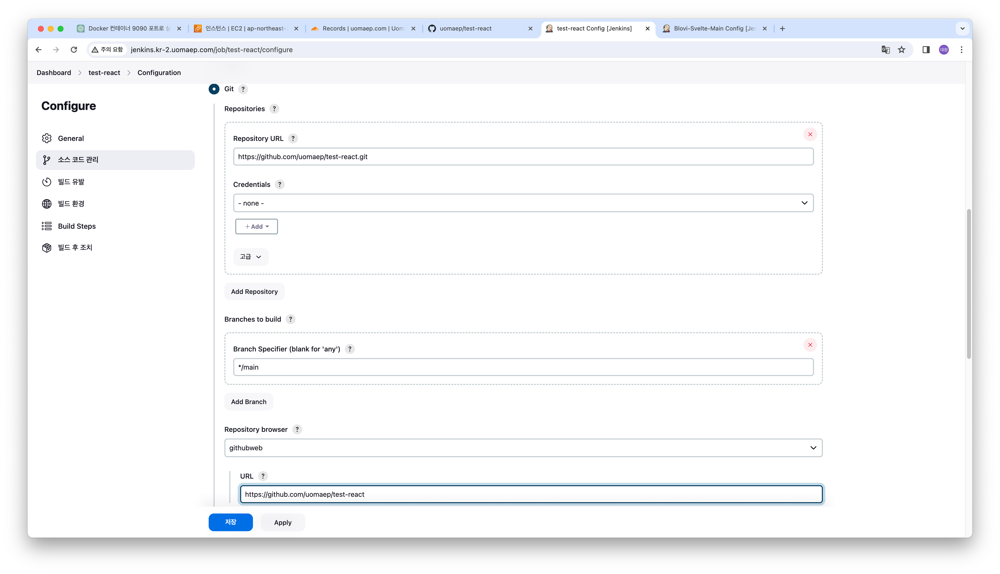 Docker 컨테이너 9090 포트로 실
인스턴스 | EC2 | ap-northeast-
Records | uomaep.com | Uom
uomaep/test-react
test-react Config [Jenkins]
Blovi-Svelte-Main Config [Jen
주의 요함
jenkins.kr-2.uomaep.com/job/test-react/configure
대원
Dashboard
test-react
Configuration
Configure
General
소스 코드 관리
빌드 유발
빌드 환경
Build Steps
빌드 후 조치
Git ?
Repositories ?
Repository URL ?
https://github.com/uomaep/test-react.git
Credentials ?
- none -
+ Add
고급
Add Repository
Branches to build ?
Branch Specifier (blank for 'any') ?
*/main
Add Branch
Repository browser ?
githubweb
URL ?
https://github.com/uomaep/test-react
저장
Apply